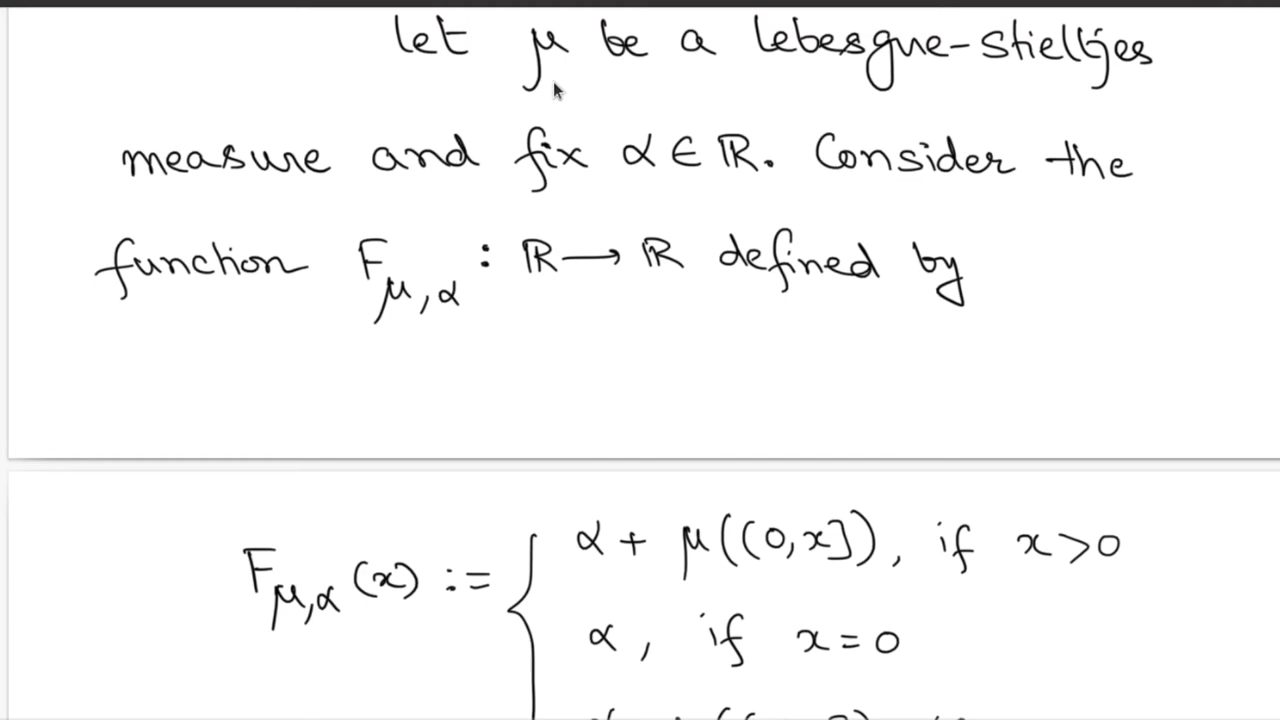 let μ be a lebesgue-stieltjes
measure and fix α ∈ ℝ. Consider the
function F_{μ,α} : ℝ → ℝ defined by
F_{μ,α}(x) := { α + μ((0,x]), if x>0
α, if x=0